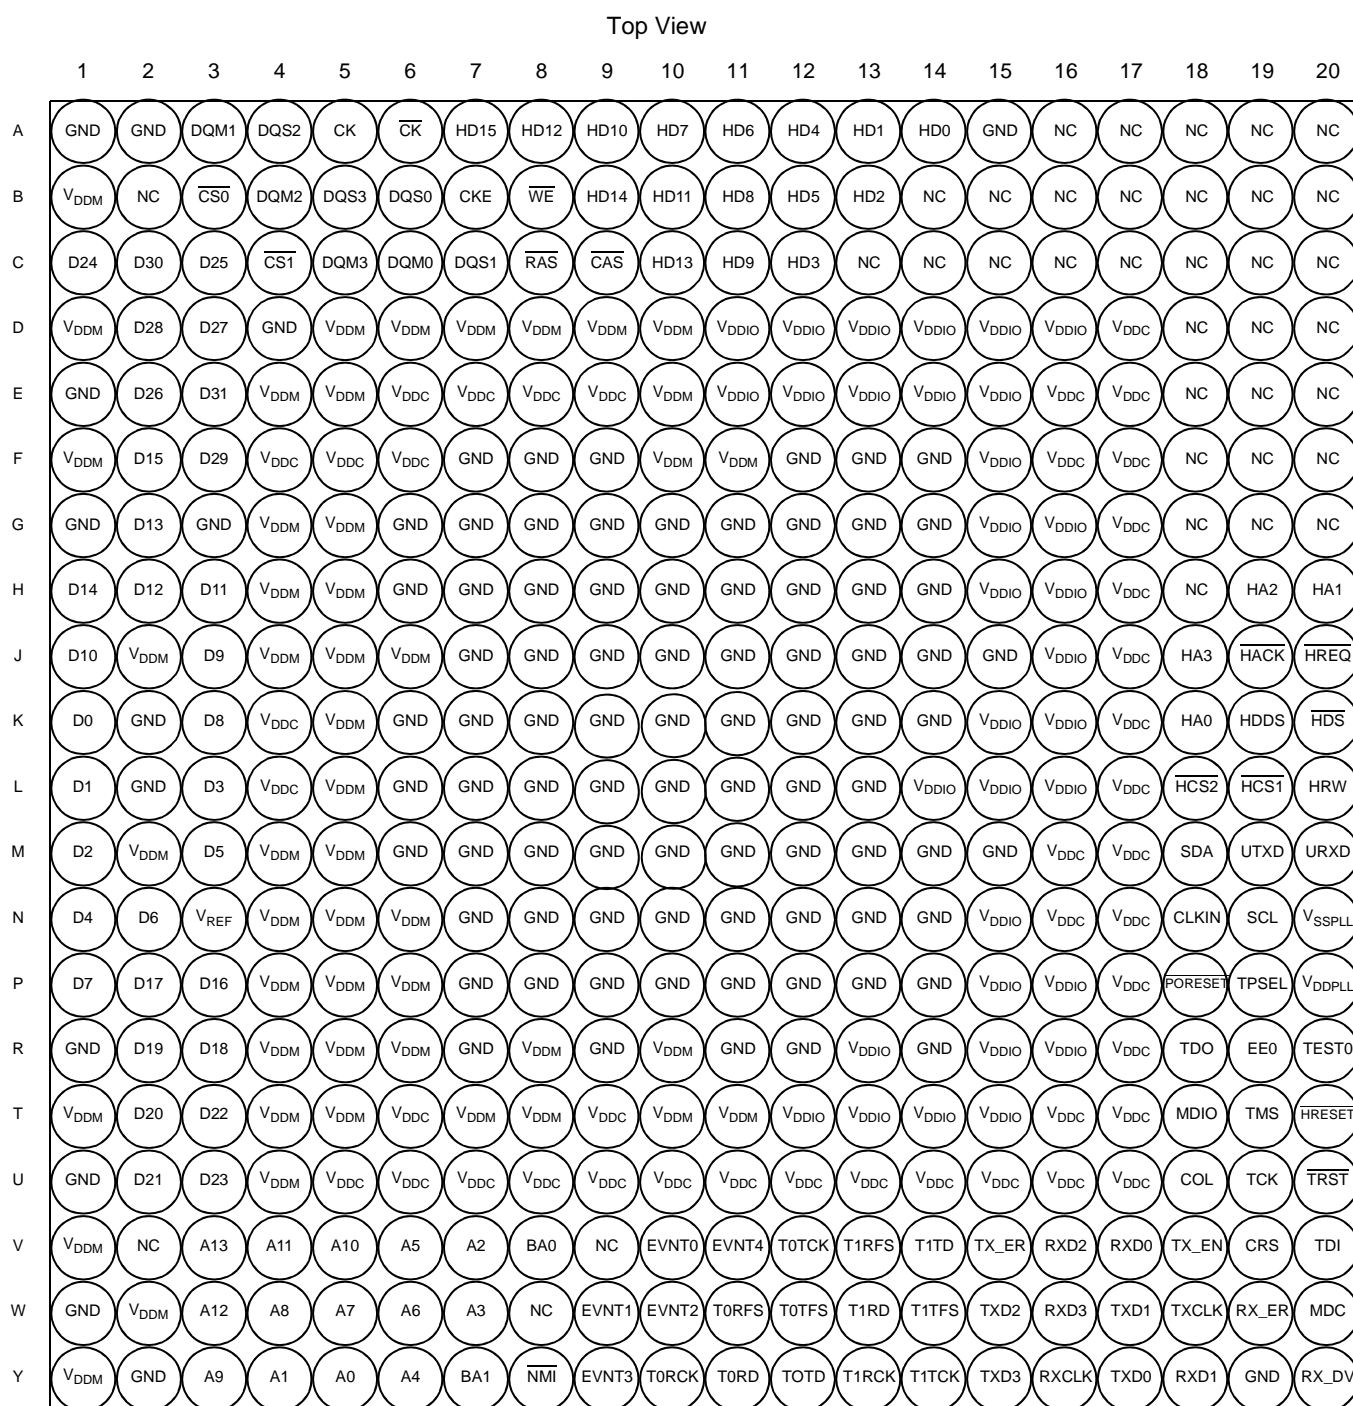 Top View
1 2 3 4 5 6 7 8 9 10 11 12 13 14 15 16 17 18 19 20
A GND GND DQM1 DQS2 CK CK HD15 HD12 HD10 HD7 HD6 HD4 HD1 HD0 GND NC NC NC NC NC
B VDDM NC CS0 DQM2 DQS3 DQS0 CKE WE HD14 HD11 HD8 HD5 HD2 NC NC NC NC NC NC NC
C D24 D30 D25 CS1 DQM3 DQM0 DQS1 RAS CAS HD13 HD9 HD3 NC NC NC NC NC NC NC NC
D VDDM D28 D27 GND VDDM VDDM VDDM VDDM VDDM VDDM VDDIO VDDIO VDDIO VDDIO VDDIO VDDIO VDDC NC NC NC
E GND D26 D31 VDDM VDDM VDDC VDDC VDDC VDDC VDDM VDDIO VDDIO VDDIO VDDIO VDDIO VDDC VDDC NC NC NC
F VDDM D15 D29 VDDC VDDC VDDC GND GND GND VDDM VDDM GND GND GND VDDIO VDDC VDDC NC NC NC
G GND D13 GND VDDM VDDM GND GND GND GND GND GND GND GND GND VDDIO VDDIO VDDC NC NC NC
H D14 D12 D11 VDDM VDDM GND GND GND GND GND GND GND GND GND VDDIO VDDIO VDDC NC HA2 HA1
J D10 VDDM D9 VDDM VDDM VDDM GND GND GND GND GND GND GND GND GND VDDIO VDDC HA3 HACK HREQ
K D0 GND D8 VDDC VDDM GND GND GND GND GND GND GND GND GND VDDIO VDDIO VDDC HA0 HDDS HDS
L D1 GND D3 VDDC VDDM GND GND GND GND GND GND GND GND VDDIO VDDIO VDDIO VDDC HCS2 HCS1 HRW
M D2 VDDM D5 VDDM VDDM GND GND GND GND GND GND GND GND GND GND VDDC VDDC SDA UTXD URXD
N D4 D6 VREF VDDM VDDM VDDM GND GND GND GND GND GND GND GND VDDIO VDDC VDDC CLKIN SCL VSSPLL
P D7 D17 D16 VDDM VDDM VDDM GND GND GND GND GND GND GND GND VDDIO VDDIO VDDC PORESET TPSEL VDDPLL
R GND D19 D18 VDDM VDDM VDDM GND VDDM GND VDDM GND GND VDDIO GND VDDIO VDDIO VDDC TDO EE0 TEST0
T VDDM D20 D22 VDDM VDDM VDDC VDDM VDDM VDDC VDDM VDDM VDDIO VDDIO VDDIO VDDIO VDDC VDDC MDIO TMS HRESET
U GND D21 D23 VDDM VDDC VDDC VDDC VDDC VDDC VDDC VDDC VDDC VDDC VDDC VDDC VDDC VDDC COL TCK TRST
V VDDM NC A13 A11 A10 A5 A2 BA0 NC EVNT0 EVNT4 T0TCK T1RFS T1TD TX_ER RXD2 RXD0 TX_EN CRS TDI
W GND VDDM A12 A8 A7 A6 A3 NC EVNT1 EVNT2 T0RFS T0TFS T1RD T1TFS TXD2 RXD3 TXD1 TXCLK RX_ER MDC
Y VDDM GND A9 A1 A0 A4 BA1 NMI EVNT3 T0RCK T0RD TOTD T1RCK T1TCK TXD3 RXCLK TXD0 RXD1 GND RX_DV